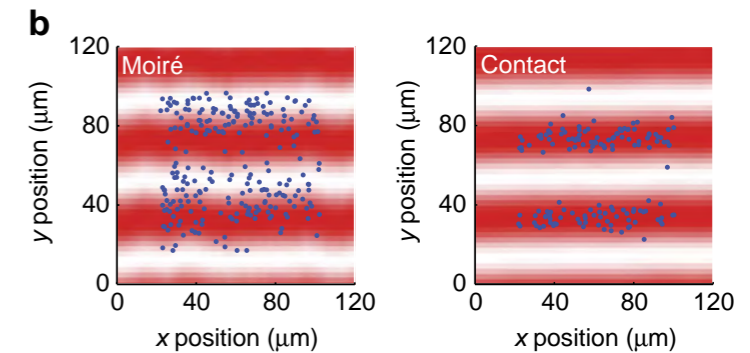 b
Moiré
Contact
120
80
40
0
y position (μm)
0 40 80 120
x position (μm)
120
80
40
0
y position (μm)
0 40 80 120
x position (μm)